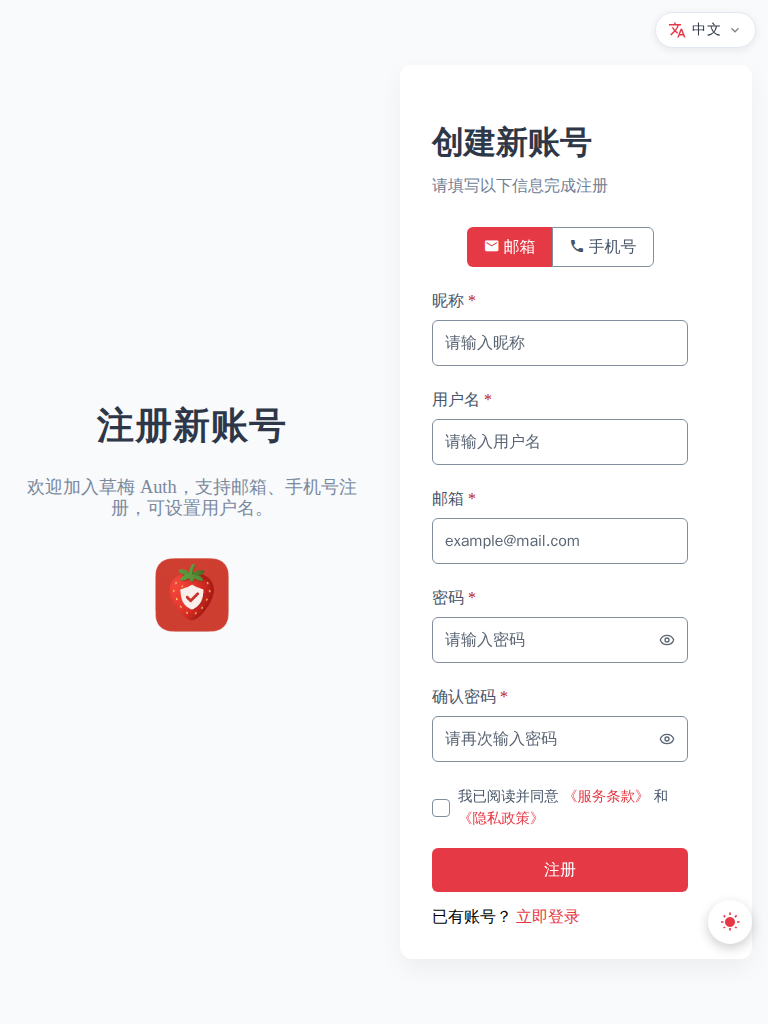 中文
注册新账号
欢迎加入草梅 Auth，支持邮箱、手机号注
册，可设置用户名。
创建新账号
请填写以下信息完成注册
邮箱 手机号
昵称 *
请输入昵称
用户名 *
请输入用户名
邮箱 *
example@mail.com
密码 *
请输入密码
确认密码 *
请再次输入密码
我已阅读并同意 《服务条款》 和
《隐私政策》
注册
已有账号？ 立即登录